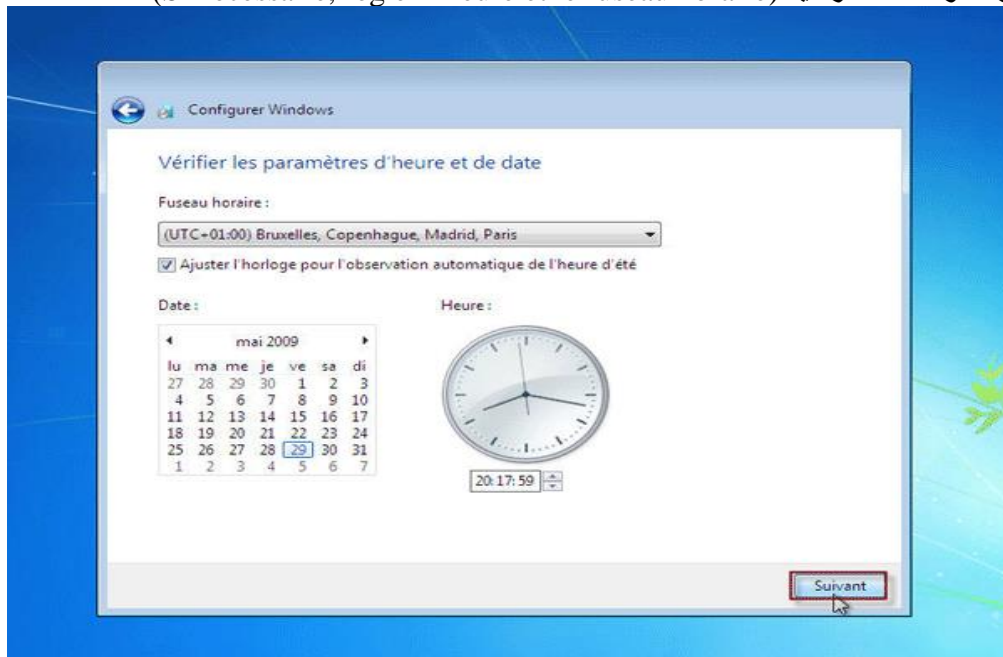 Configurer Windows
Vérifier les paramètres d'heure et de date
Fuseau horaire :
(UTC+01:00) Bruxelles, Copenhague, Madrid, Paris
Ajuster l'horloge pour l'observation automatique de l'heure d'été
Date : Heure :
mai 2009
lu ma me je ve sa di
27 28 29 30 1 2 3
4 5 6 7 8 9 10
11 12 13 14 15 16 17
18 19 20 21 22 23 24
25 26 27 28 29 30 31
1 2 3 4 5 6 7
20:17:59
Suivant